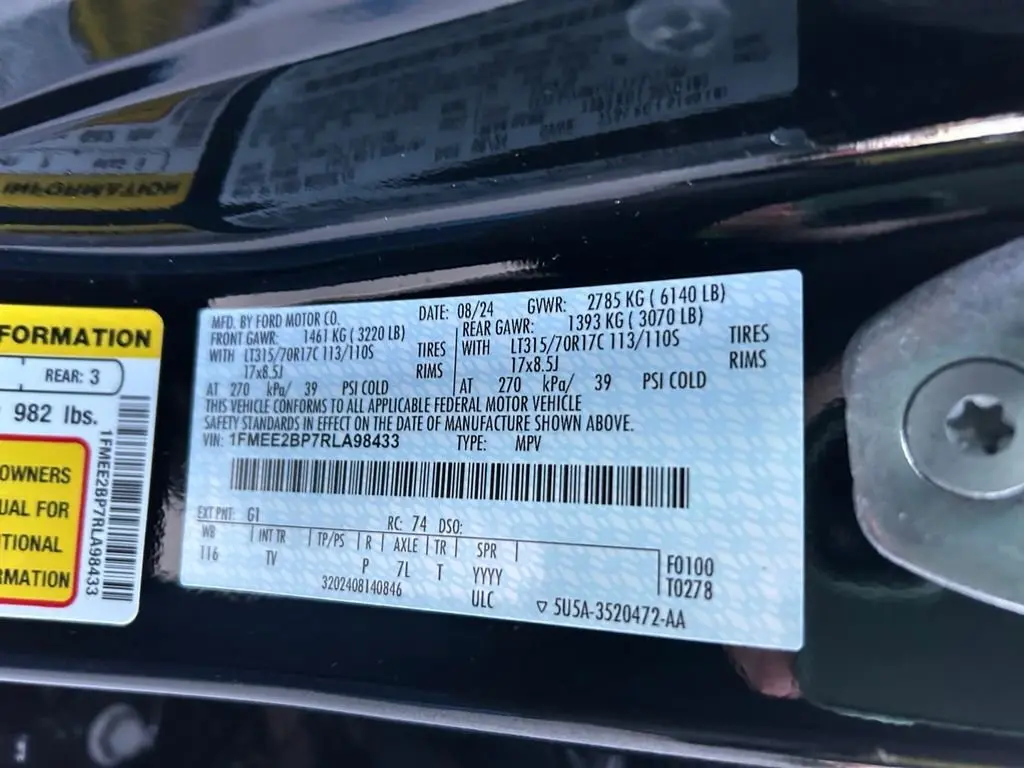 FORMATION
REAR: 3
982 lbs.
OWNERS
UAL FOR
TIONAL
RMATION
1FMEE2BP7RLA98433
MFD. BY FORD MOTOR CO.
DATE: 08/24 GVWR: 2785 KG ( 6140 LB)
FRONT GAWR: 1461 KG ( 3220 LB)
WITH LT315/70R17C 113/110S TIRES
17x8.5J RIMS
AT 270 kPa/ 39 PSI COLD
REAR GAWR: 1393 KG ( 3070 LB)
WITH LT315/70R17C 113/110S TIRES
17x8.5J RIMS
AT 270 kPa/ 39 PSI COLD
THIS VEHICLE CONFORMS TO ALL APPLICABLE FEDERAL MOTOR VEHICLE
SAFETY STANDARDS IN EFFECT ON THE DATE OF MANUFACTURE SHOWN ABOVE.
VIN: 1FMEE2BP7RLA98433 TYPE: MPV
EXT PNT: G1 RC: 74 DSO:
WB INT TR TP/PS R AXLE TR SPR
116 TV P 7L T YYYY
3202408140846 ULC
F0100
T0278
▽ 5U5A-3520472-AA